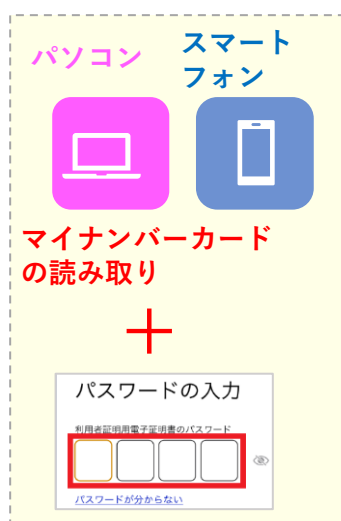 パソコン
スマート
フォン
マイナンバーカード
の読み取り
＋
パスワードの入力
利用者証明用電子証明書のパスワード
パスワードが分からない